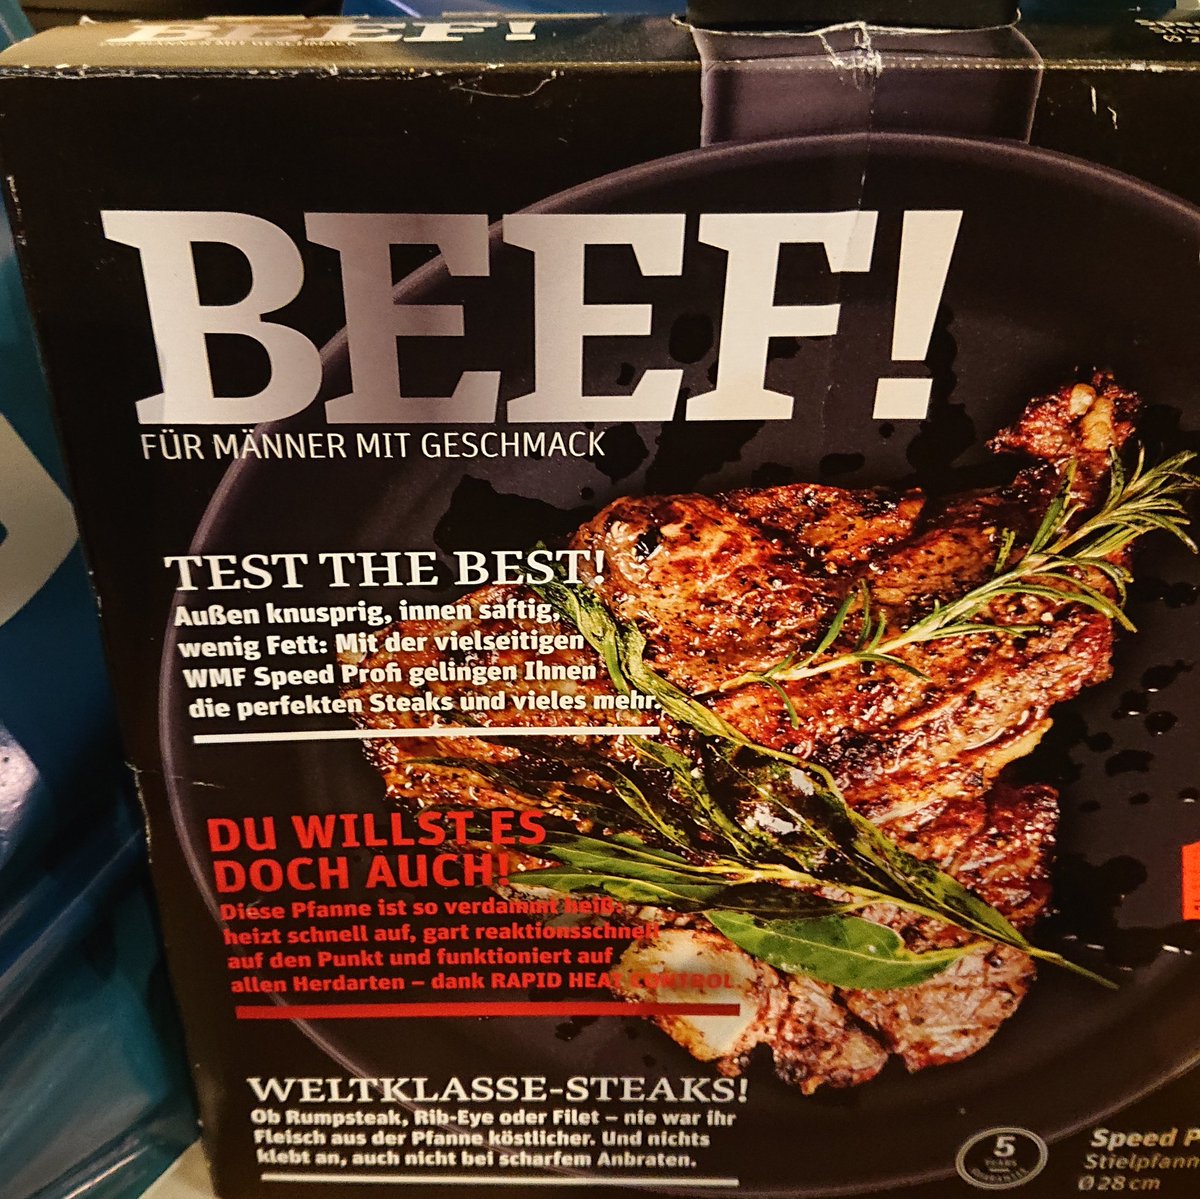 BEEF!
BEEF!
FÜR MÄNNER MIT GESCHMACK
TEST THE BEST!
Außen knusprig, innen saftig,
wenig Fett: Mit der vielseitigen
WMF Speed Profi gelingen Ihnen
die perfekten Steaks und vieles mehr.
DU WILLST ES
DOCH AUCH!
Diese Pfanne ist so verdammt heiß:
heizt schnell auf, gart reaktionsschnell
auf den Punkt und funktioniert auf
allen Herdarten – dank RAPID HEAT CONTROL
WELTKLASSE-STEAKS!
Ob Rumpsteak, Rib-Eye oder Filet – nie war ihr
Fleisch aus der Pfanne köstlicher. Und nichts
klebt an, auch nicht bei scharfem Anbraten.
5
YEARS
Speed P
Stielpfann
Ø 28 cm